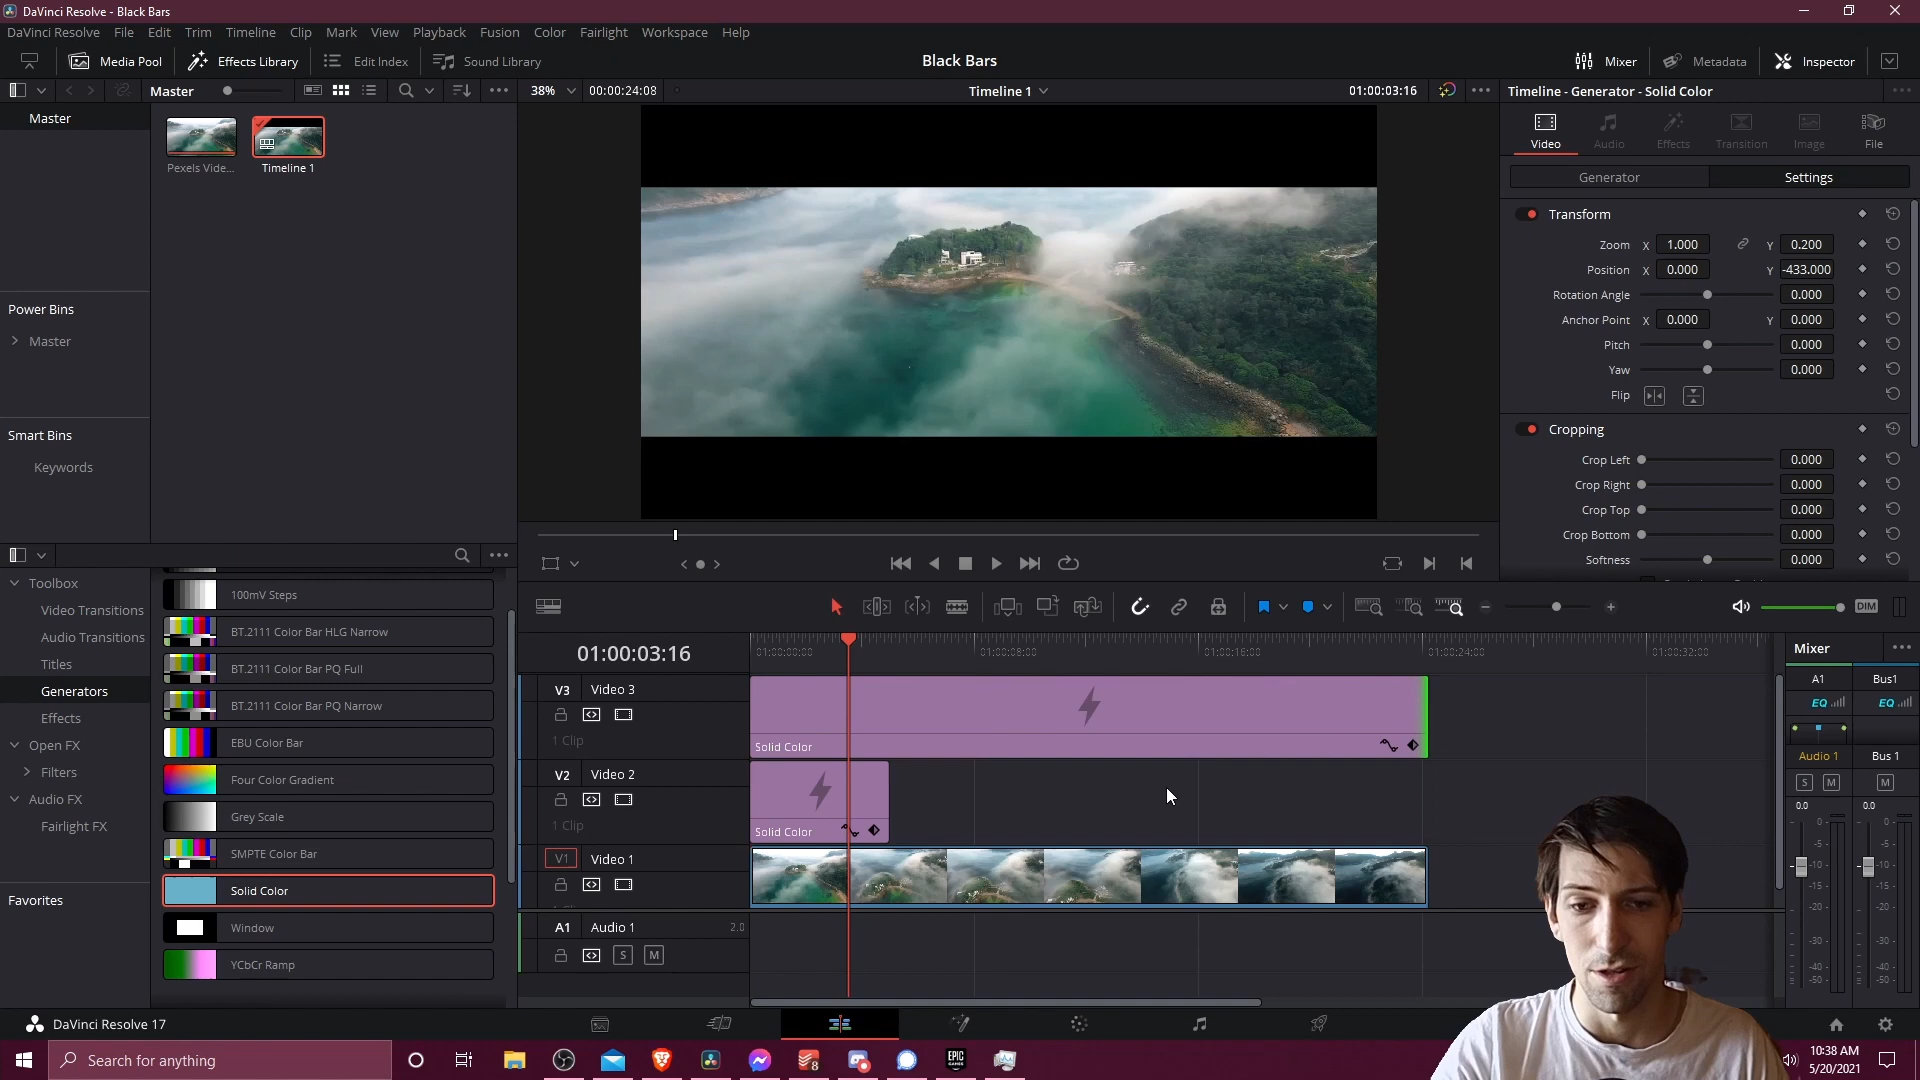 DaVinci Resolve - Black Bars
DaVinci Resolve File Edit Trim Timeline Clip Mark View Playback Fusion Color Fairlight Workspace Help
Media Pool Effects Library Edit Index Sound Library Black Bars Mixer Metadata Inspector
Master 38% 00:00:24:08 Timeline 1 01:00:03:16 Timeline - Generator - Solid Color
Master
Pexels Vide... Timeline 1
Power Bins
Master
Smart Bins
Keywords
Video Audio Effects Transition Image File
Generator Settings
Transform
Zoom X 1.000 Y 0.200
Position X 0.000 Y -433.000
Rotation Angle 0.000
Anchor Point X 0.000 Y 0.000
Pitch 0.000
Yaw 0.000
Flip
Cropping
Crop Left 0.000
Crop Right 0.000
Crop Top 0.000
Crop Bottom 0.000
Softness 0.000
Toolbox
Video Transitions
Audio Transitions
Titles
Generators
Effects
Open FX
Filters
Audio FX
Fairlight FX
Favorites
100mV Steps
BT.2111 Color Bar HLG Narrow
BT.2111 Color Bar PQ Full
BT.2111 Color Bar PQ Narrow
EBU Color Bar
Four Color Gradient
Grey Scale
SMPTE Color Bar
Solid Color
Window
YCbCr Ramp
DIM
01:00:03:16 01:00:00:00 01:00:08:00 01:00:16:00 01:00:24:00 01:00:32:00
V3 Video 3
1 Clip
Solid Color
V2 Video 2
1 Clip
Solid Color
V1 Video 1
A1 Audio 1 2.0
S M
Mixer
A1 Bus1
EQ EQ
Audio 1 Bus 1
S M M
0.0 0.0
0 0
-5 -5
-10 -10
-15 -15
-20 -20
-30 -30
-40 -40
-50 -50
DaVinci Resolve 17
Search for anything
EPIC
GAMES
8
10:38 AM
5/20/2021